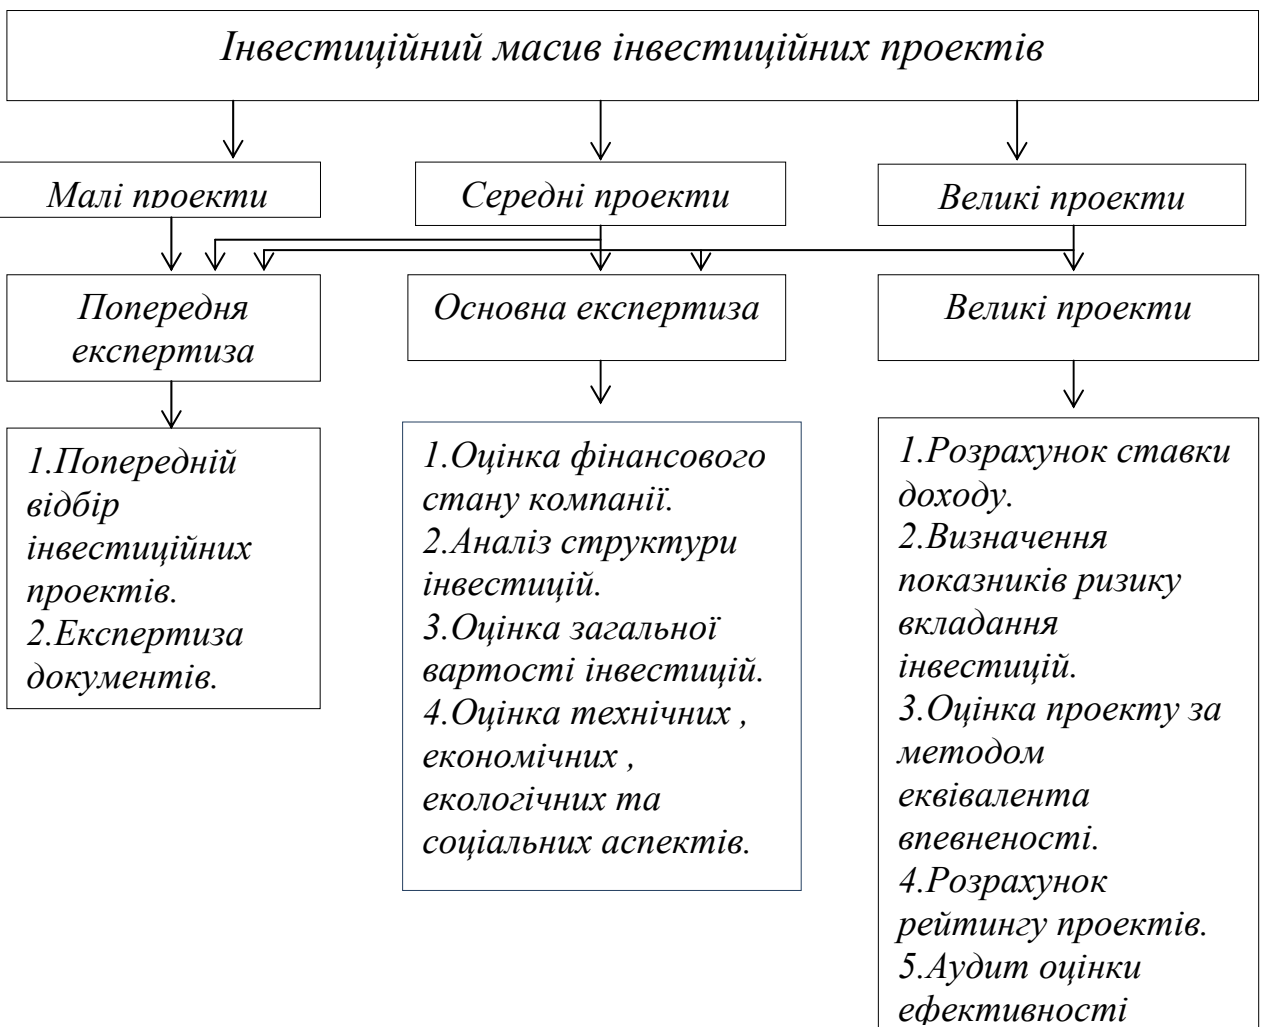 Інвестиційний масив інвестиційних проектів
Малі проекти
Середні проекти
Великі проекти
Попередня
експертиза
Основна експертиза
Великі проекти
1.Попередній
відбір
інвестиційних
проектів.
2.Експертиза
документів.
1.Оцінка фінансового
стану компанії.
2.Аналіз структури
інвестицій.
3.Оцінка загальної
вартості інвестицій.
4.Оцінка технічних ,
економічних ,
екологічних та
соціальних аспектів.
1.Розрахунок ставки
доходу.
2.Визначення
показників ризику
вкладання
інвестицій.
3.Оцінка проекту за
методом
еквівалента
впевнености.
4.Розрахунок
рейтингу проектів.
5.Аудит оцінки
ефективності